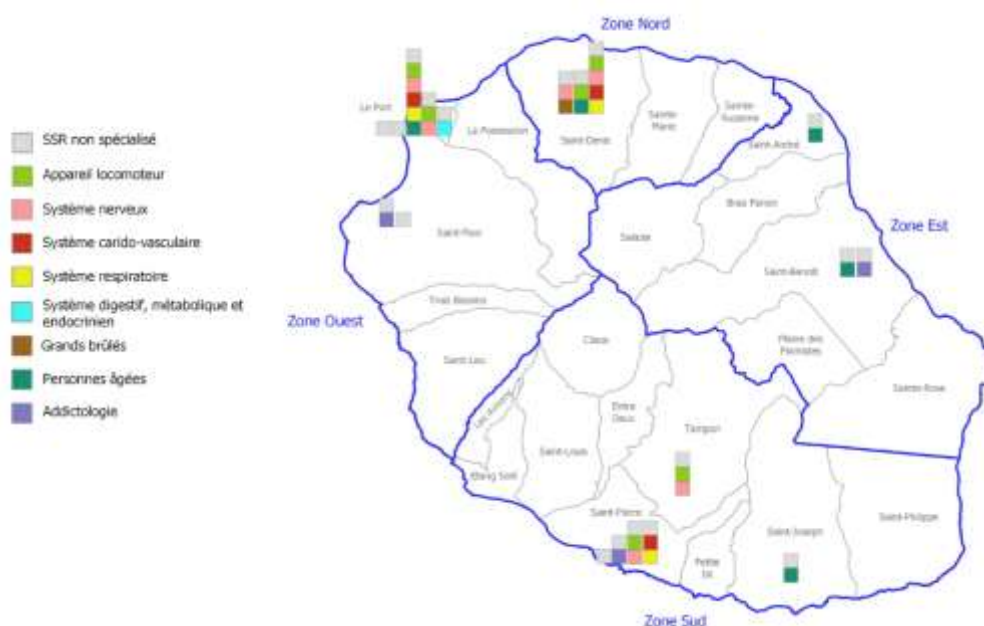 Zone Nord
Le Port
La Possession
Saint-Denis
Sainte
Marie
Sainte-
Suzanne
Saint-André
SSR non spécialisé
Appareil locomoteur
Système nerveux
Système carido-vasculaire
Système respiratoire
Système digestif, métabolique et
endocrinien
Grands brûlés
Personnes âgées
Addictologie
Bras Panon
Saint-Paul
Salazie
Zone Est
Saint-Benoît
Trois Bassins
Zone Ouest
Cilaos
Plaine des
Palmistes
Saint-Leu
Sainte-Rose
Les Avirons
Entre
Deux
Tampon
Saint-Louis
Etang Salé
Saint-Pierre
Saint-Joseph
Saint-Philippe
Petite
Ile
Zone Sud